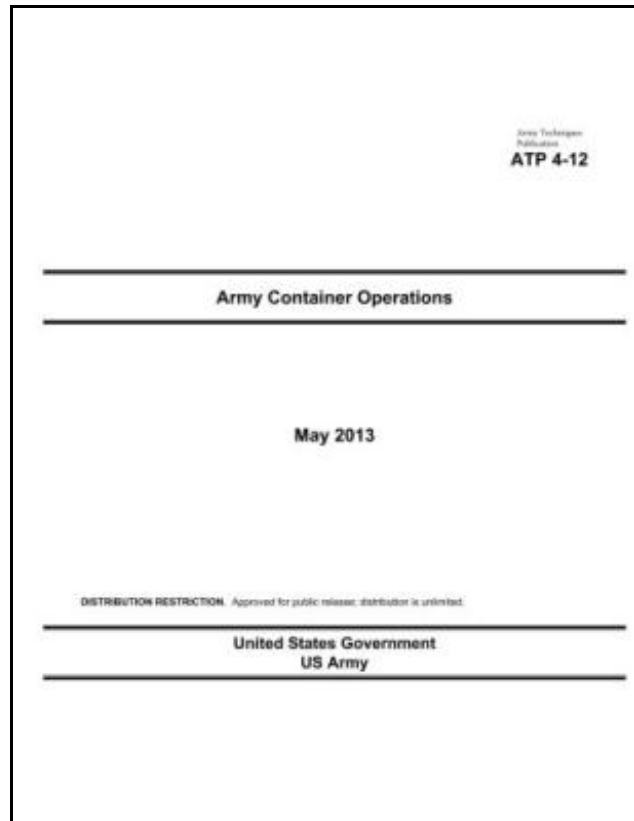 Army Techniques
Publication
ATP 4-12
Army Container Operations
May 2013
DISTRIBUTION RESTRICTION. Approved for public release; distribution is unlimited.
United States Government
US Army